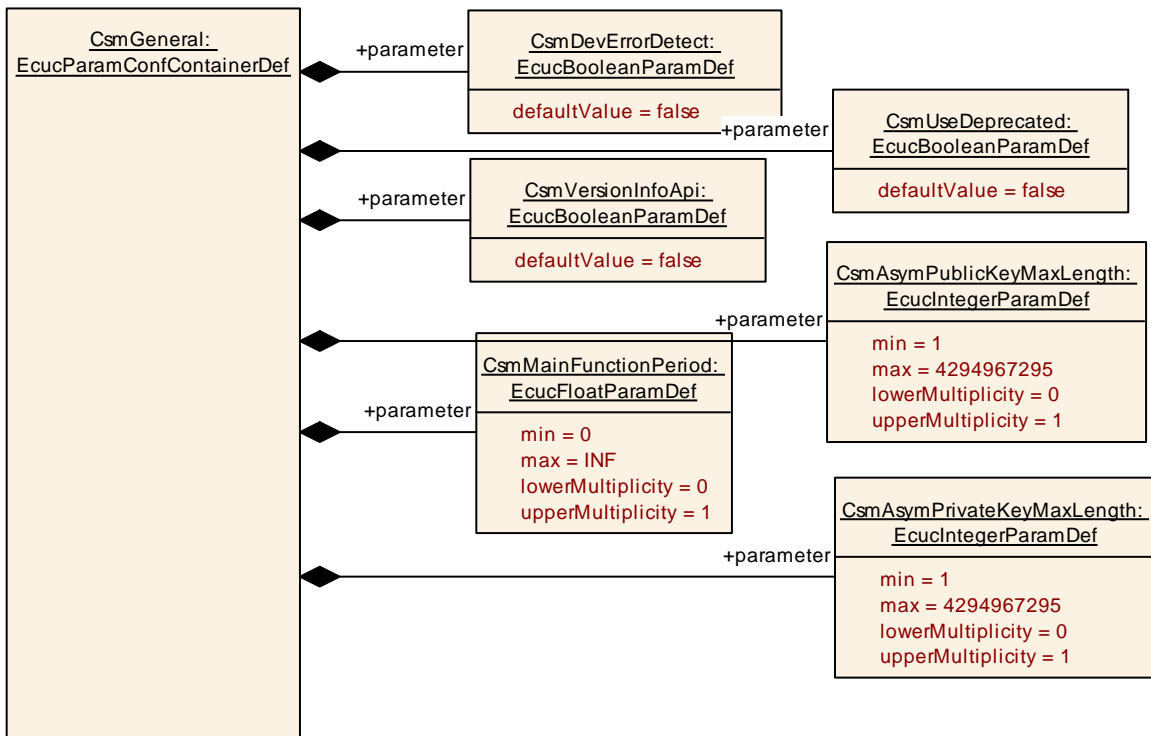 CsmGeneral:
EcucParamConfContainerDef
+parameter
CsmDevErrorDetect:
EcucBooleanParamDef
defaultValue = false
+parameter
CsmUseDeprecated:
EcucBooleanParamDef
defaultValue = false
+parameter
CsmVersionInfoApi:
EcucBooleanParamDef
defaultValue = false
+parameter
CsmAsymPublicKeyMaxLength:
EcucIntegerParamDef
min = 1
max = 4294967295
lowerMultiplicity = 0
upperMultiplicity = 1
+parameter
CsmMainFunctionPeriod:
EcucFloatParamDef
min = 0
max = INF
lowerMultiplicity = 0
upperMultiplicity = 1
+parameter
CsmAsymPrivateKeyMaxLength:
EcucIntegerParamDef
min = 1
max = 4294967295
lowerMultiplicity = 0
upperMultiplicity = 1